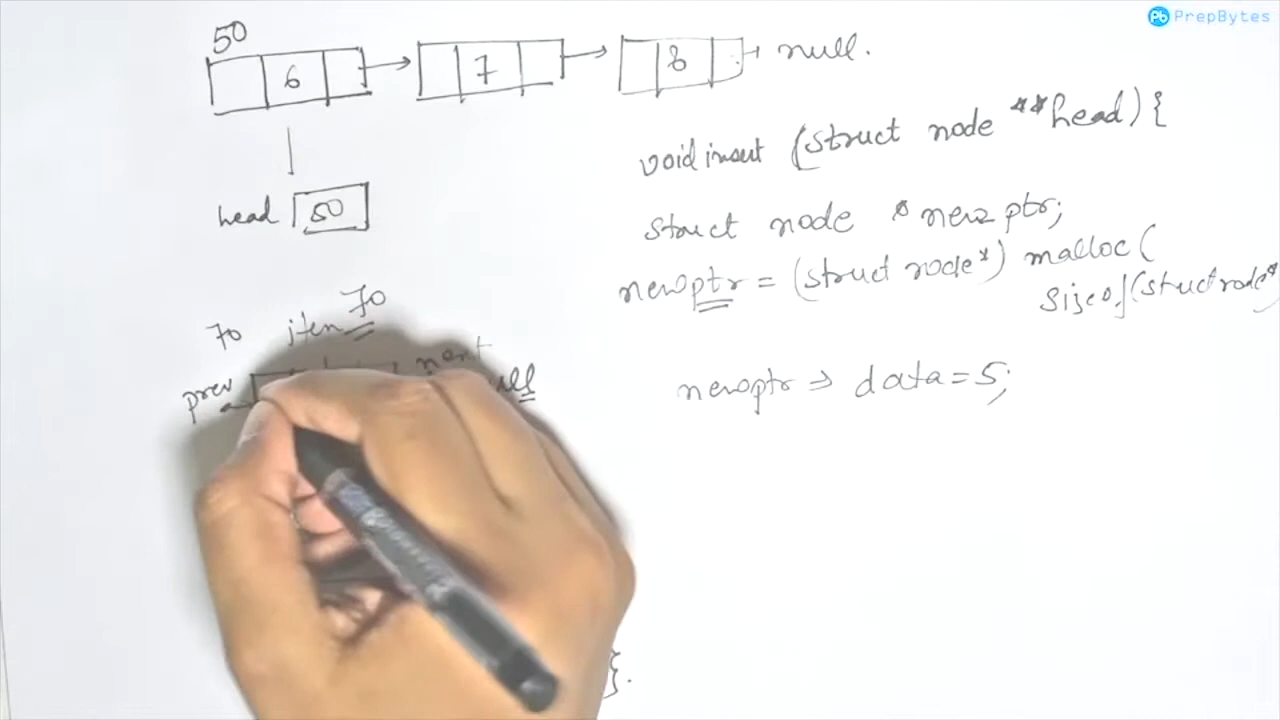 PrepBytes
50
6 7 8 null.
head 50
void insert (struct node **head) {
struct node *newptr;
newptr = (struct node*) malloc (
sizeof(struct node*)
70 item 70
prev next
newptr ⇒ data = 5;
}.